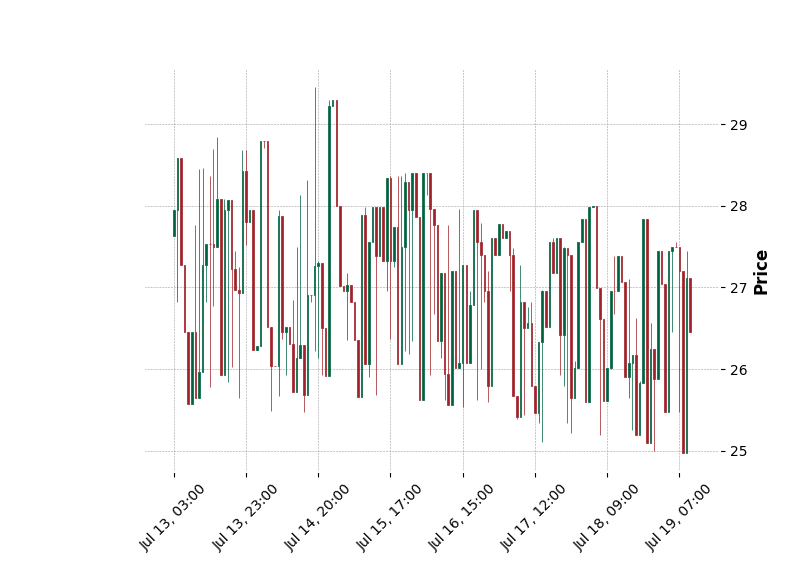 29
28
27
26
25
Price
Jul 13, 03:00
Jul 13, 23:00
Jul 14, 20:00
Jul 15, 17:00
Jul 16, 15:00
Jul 17, 12:00
Jul 18, 09:00
Jul 19, 07:00